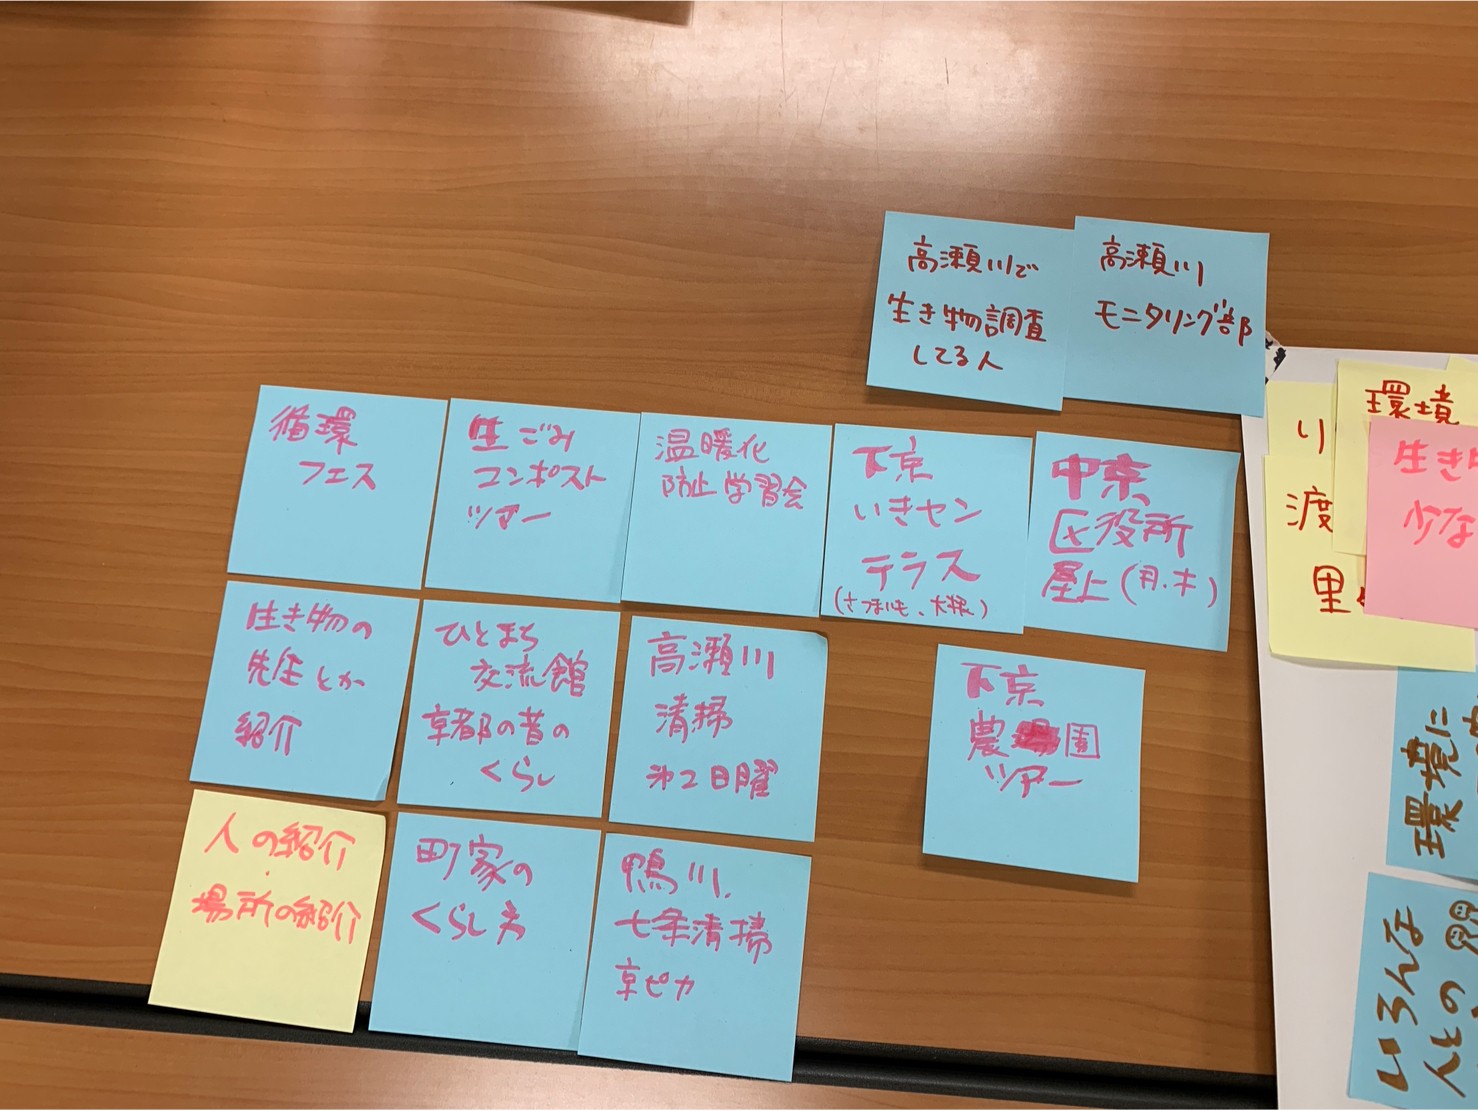 高瀬川で
生き物調査
してる人
高瀬川
モニタリング部
循環
フェス
生ごみ
コンポスト
ツアー
温暖化
防止学習会
下京
いきセン
テラス
(さつまいも、大根)
中京
区役所
屋上(月.木)
生き物の
先生とか
紹介
ひとまち
交流館
京都の昔の
くらし
高瀬川
清掃
第2日曜
下京
農園
ツアー
人の紹介
場所の紹介
町家の
くらし方
鴨川、
七条清掃
京ピカ
環境
り
渡
里
生き
少な
環境に
いろんな
人との